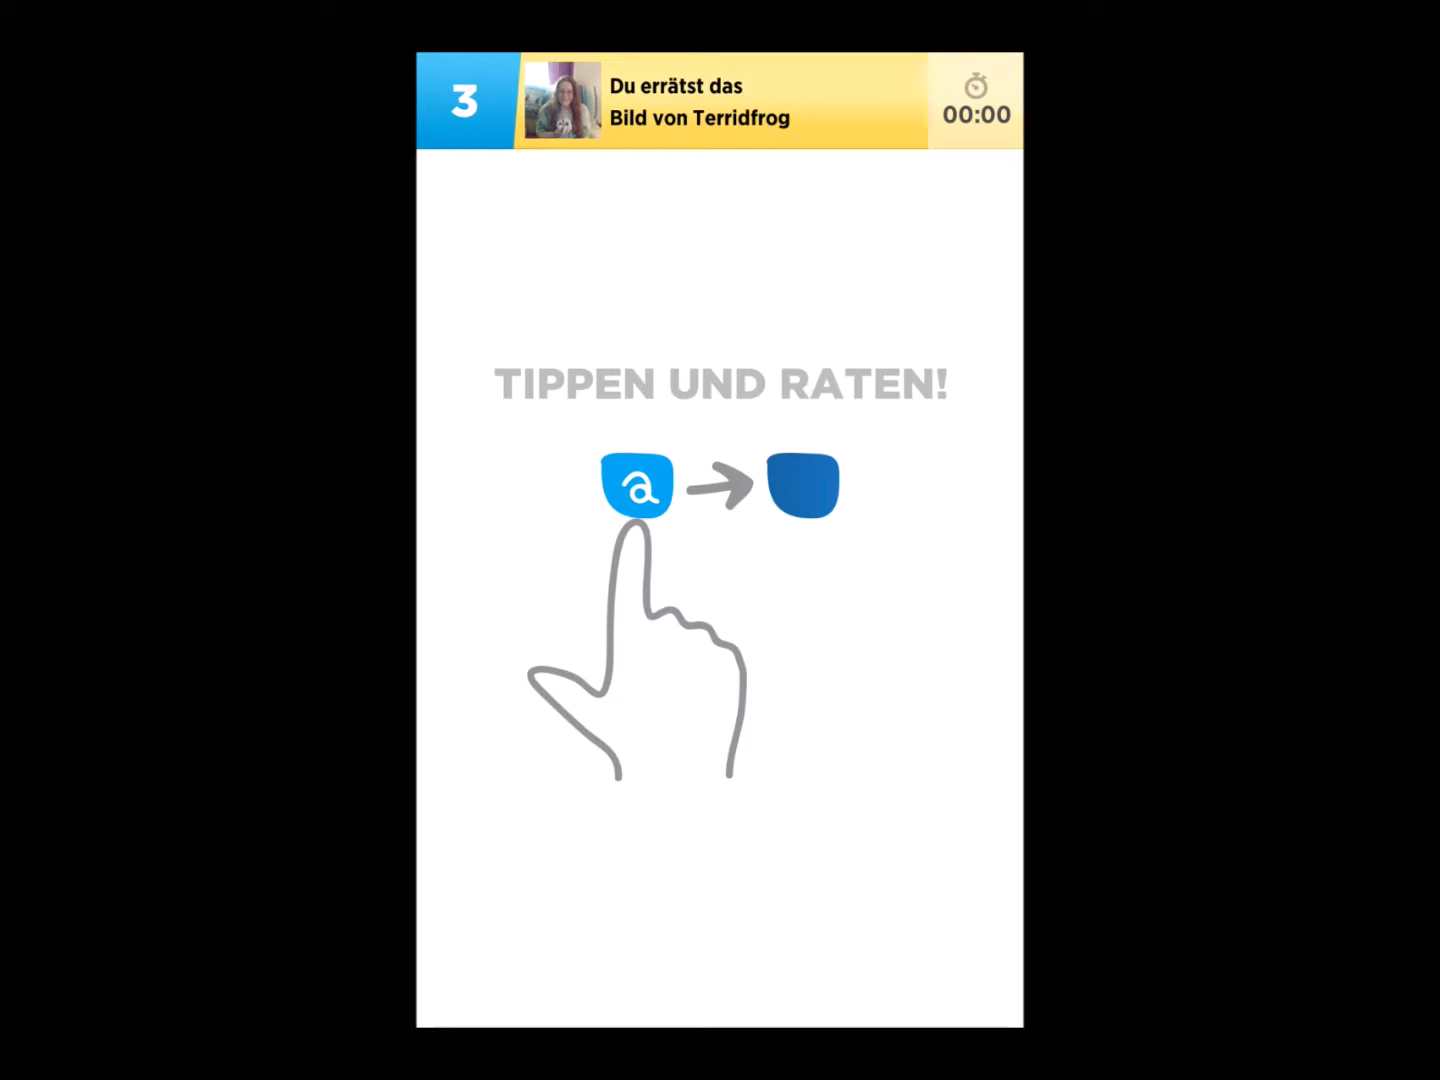 3
Du errätst das
Bild von Terridfrog
00:00
TIPPEN UND RATEN!
a